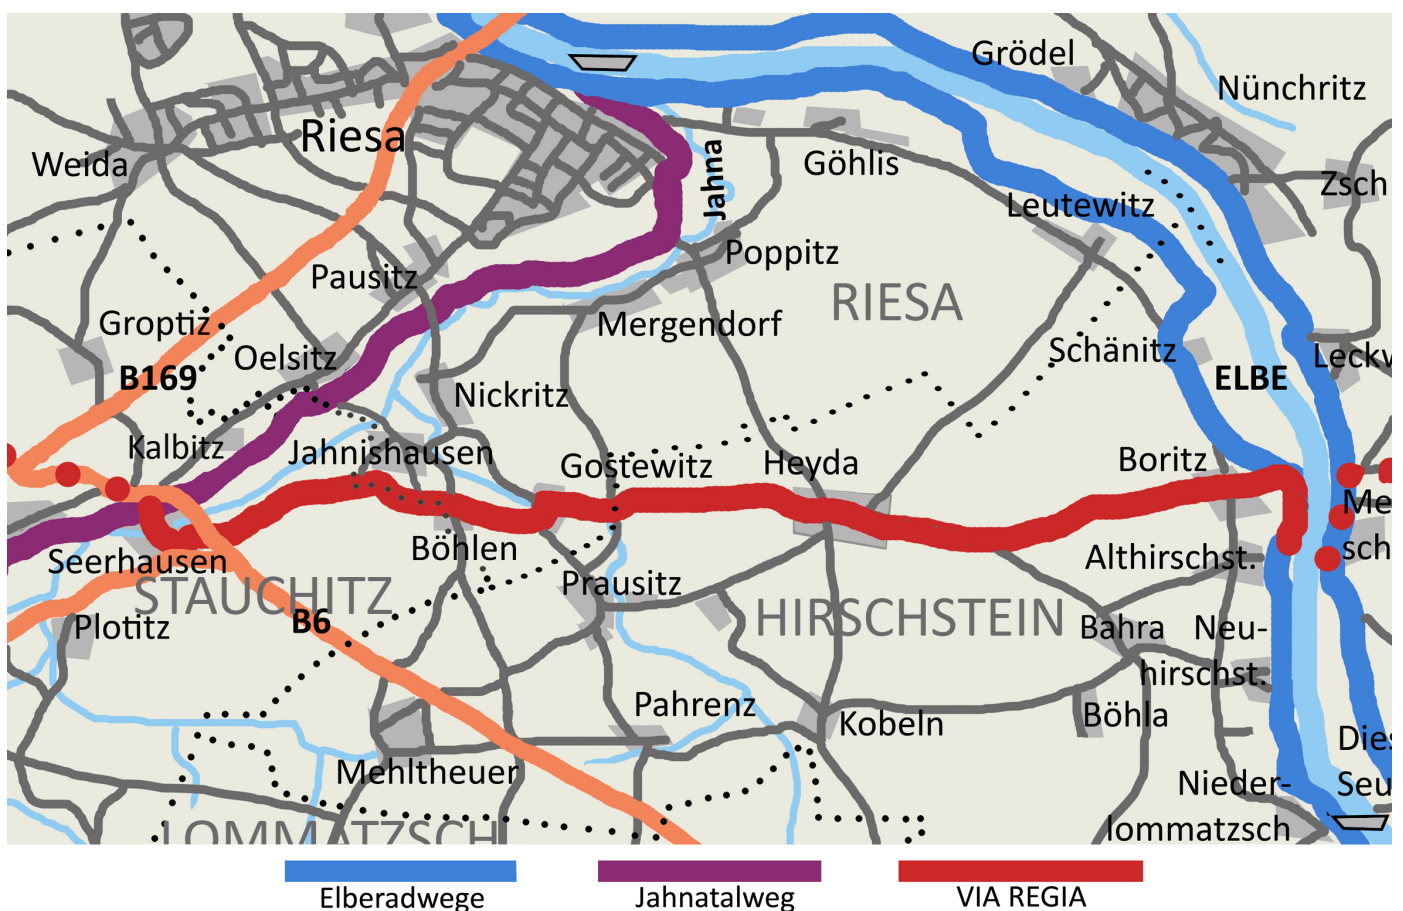 Grödel
Nünchritz
Riesa
Weida
Göhlis
Jahna
Zsch
Leutewitz
Poppitz
Pausitz
RIESA
Groptiz
Mergendorf
Oelsitz
Schänitz
Leckw
B169
ELBE
Nickritz
Kalbitz
Jahnishausen
Gostewitz
Heyda
Boritz
Me
sch
Böhlen
Seerhausen
Althirschst.
Prausitz
STAUCHITZ
HIRSCHSTEIN
B6
Plotitz
Bahra
Neu-
hirschst.
Pahrenz
Kobeln
Böhla
Dies
Mehltheuer
Nieder-
lommatzsch
Seu
LOMMATZSCH
Elberadwege
Jahnatalweg
VIA REGIA